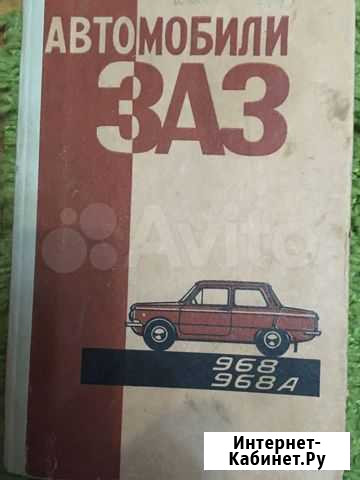 АВТОМОБИЛИ
ЗАЗ
Avito
968
968А
Интернет-
Кабинет.Ру